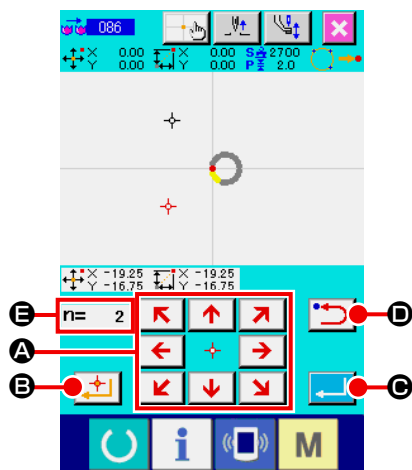 086
X 0.00 X 0.00 S 2700
Y 0.00 Y 0.00 P 2.0
X -19.25 X -19.25
Y -16.75 Y -16.75
E n= 2 D
A
B C
i M